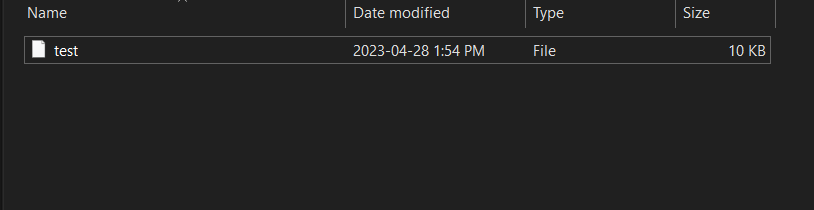 Name Date modified Type Size
test 2023-04-28 1:54 PM File 10 KB